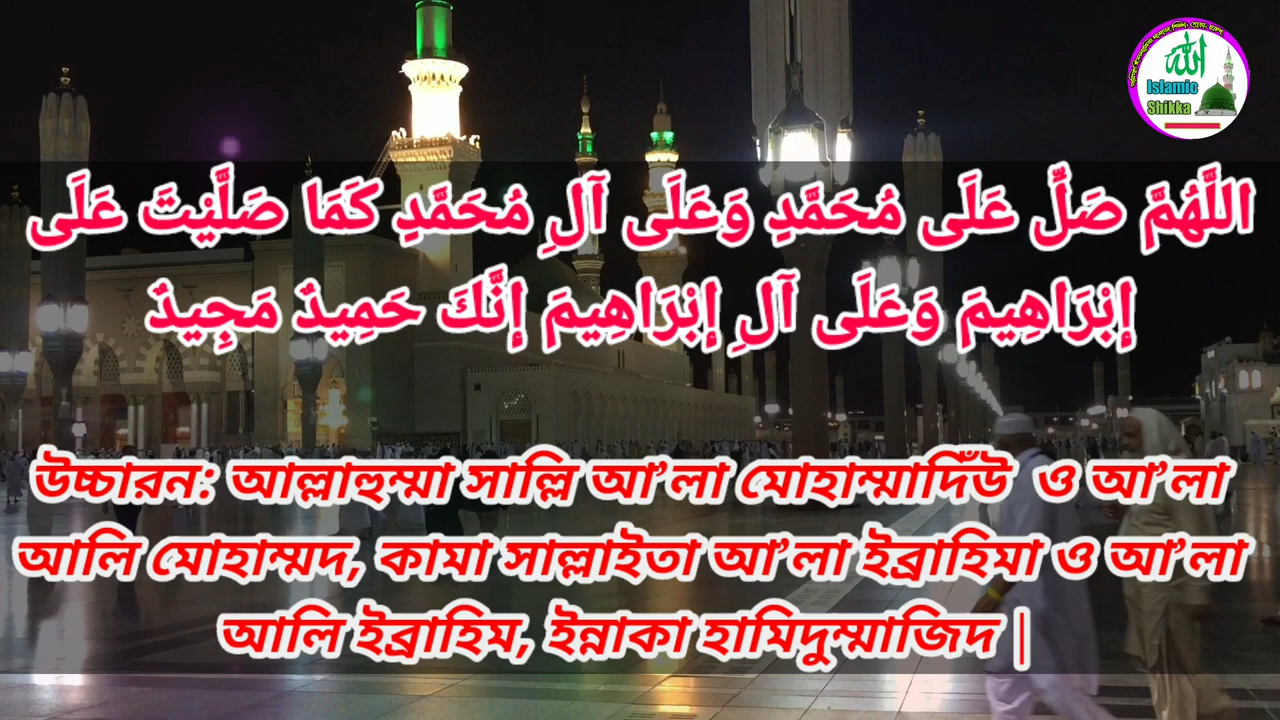 الله
Islamic
Shikka
اللَّهُمَّ صَلِّ عَلَى مُحَمَّدٍ وَعَلَى آلِ مُحَمَّدٍ كَمَا صَلَّيْتَ عَلَى
إِبْرَاهِيمَ وَعَلَى آلِ إِبْرَاهِيمَ إِنَّكَ حَمِيدٌ مَجِيدٌ
উচ্চারন: আল্লাহুম্মা সাল্লি আ’লা মোহাম্মাদিঁউ ও আ’লা
আলি মোহাম্মদ, কামা সাল্লাইতা আ’লা ইব্রাহিমা ও আ’লা
আলি ইব্রাহিম, ইন্নাকা হামিদুম্মাজিদ |